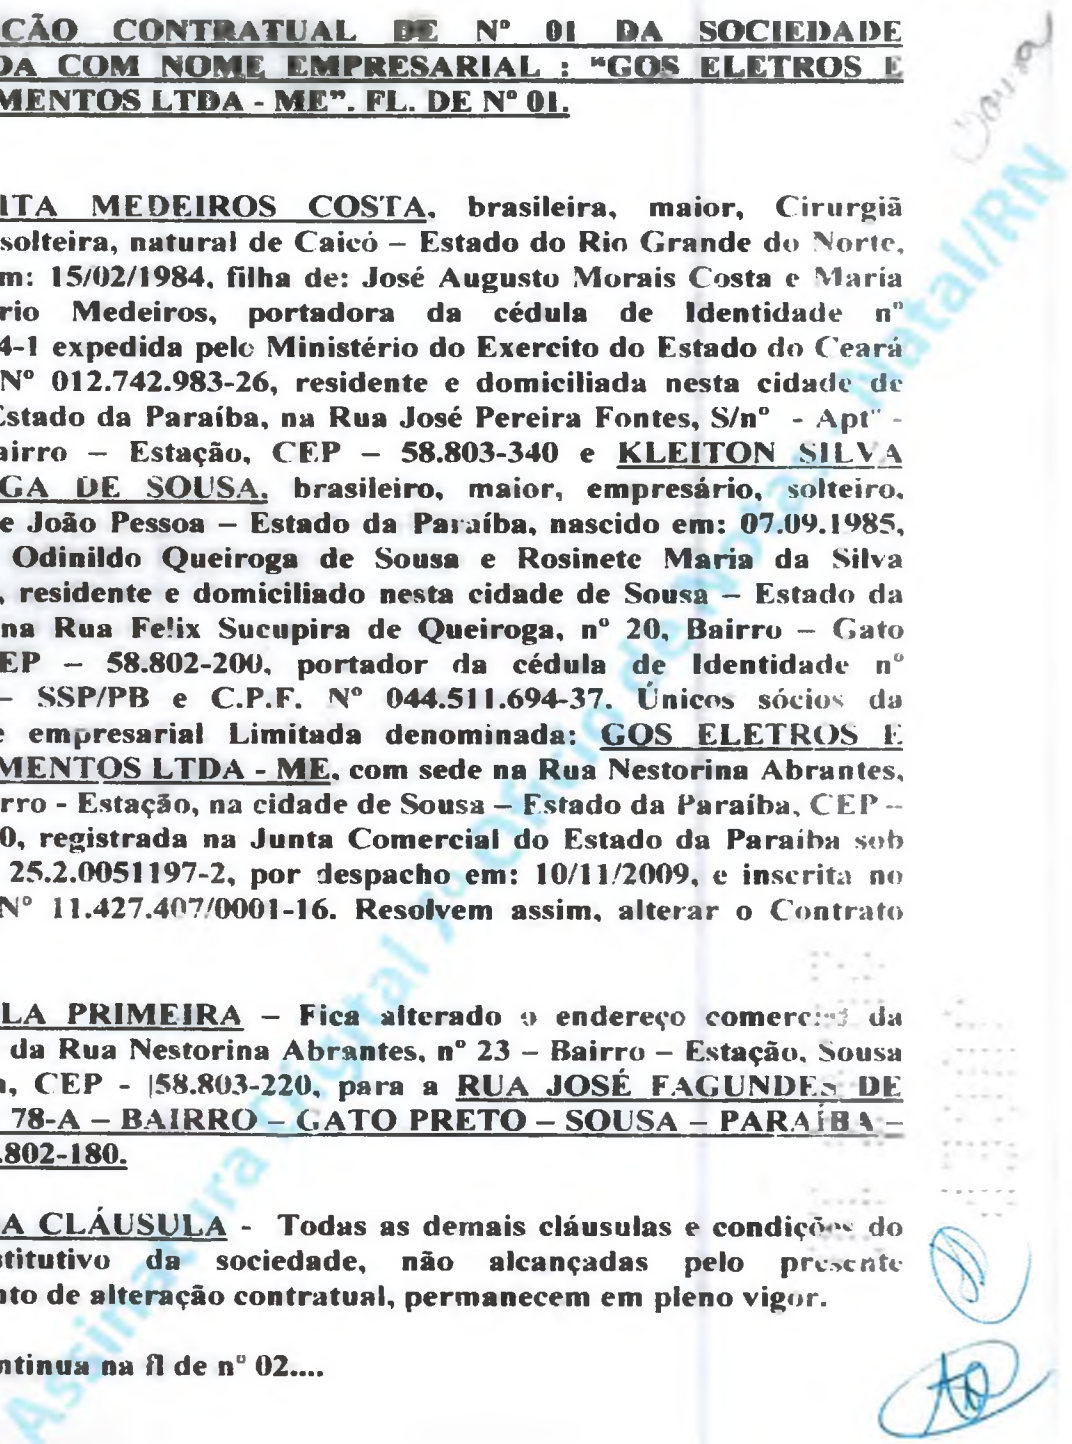 ÇÃO CONTRATUAL DE Nº 01 DA SOCIEDADE
DA COM NOME EMPRESARIAL : "GOS ELETROS E
MENTOS LTDA - ME". FL. DE Nº 01.
Sousa
ITA MEDEIROS COSTA, brasileira, maior, Cirurgiã
solteira, natural de Caicó – Estado do Rio Grande do Norte,
m: 15/02/1984, filha de: José Augusto Morais Costa e Maria
rio Medeiros, portadora da cédula de Identidade nº
4-1 expedida pelo Ministério do Exercito do Estado do Ceará
Nº 012.742.983-26, residente e domiciliada nesta cidade de
Estado da Paraíba, na Rua José Pereira Fontes, S/nº - Aptº -
airro – Estação, CEP – 58.803-340 e KLEITON SILVA
GA DE SOUSA, brasileiro, maior, empresário, solteiro,
e João Pessoa – Estado da Paraíba, nascido em: 07.09.1985,
Odinildo Queiroga de Sousa e Rosinete Maria da Silva
, residente e domiciliado nesta cidade de Sousa – Estado da
na Rua Felix Sucupira de Queiroga, nº 20, Bairro – Gato
EP – 58.802-200, portador da cédula de Identidade nº
– SSP/PB e C.P.F. Nº 044.511.694-37. Únicos sócios da
e empresarial Limitada denominada: GOS ELETROS E
MENTOS LTDA - ME, com sede na Rua Nestorina Abrantes,
rro - Estação, na cidade de Sousa – Estado da Paraíba, CEP –
0, registrada na Junta Comercial do Estado da Paraiba sob
25.2.0051197-2, por despacho em: 10/11/2009, e inscrita no
Nº 11.427.407/0001-16. Resolvem assim, alterar o Contrato
LA PRIMEIRA – Fica alterado o endereço comercial da
da Rua Nestorina Abrantes, nº 23 – Bairro – Estação, Sousa
a, CEP - |58.803-220, para a RUA JOSÉ FAGUNDES DE
78-A – BAIRRO – GATO PRETO – SOUSA – PARAÍBA –
.802-180.
A CLÁUSULA - Todas as demais cláusulas e condições do
stitutivo da sociedade, não alcançadas pelo presente
nto de alteração contratual, permanecem em pleno vigor.
ntinua na fl de nº 02....
Assinatura Digital 7º Ofício de Notas - Natal/RN